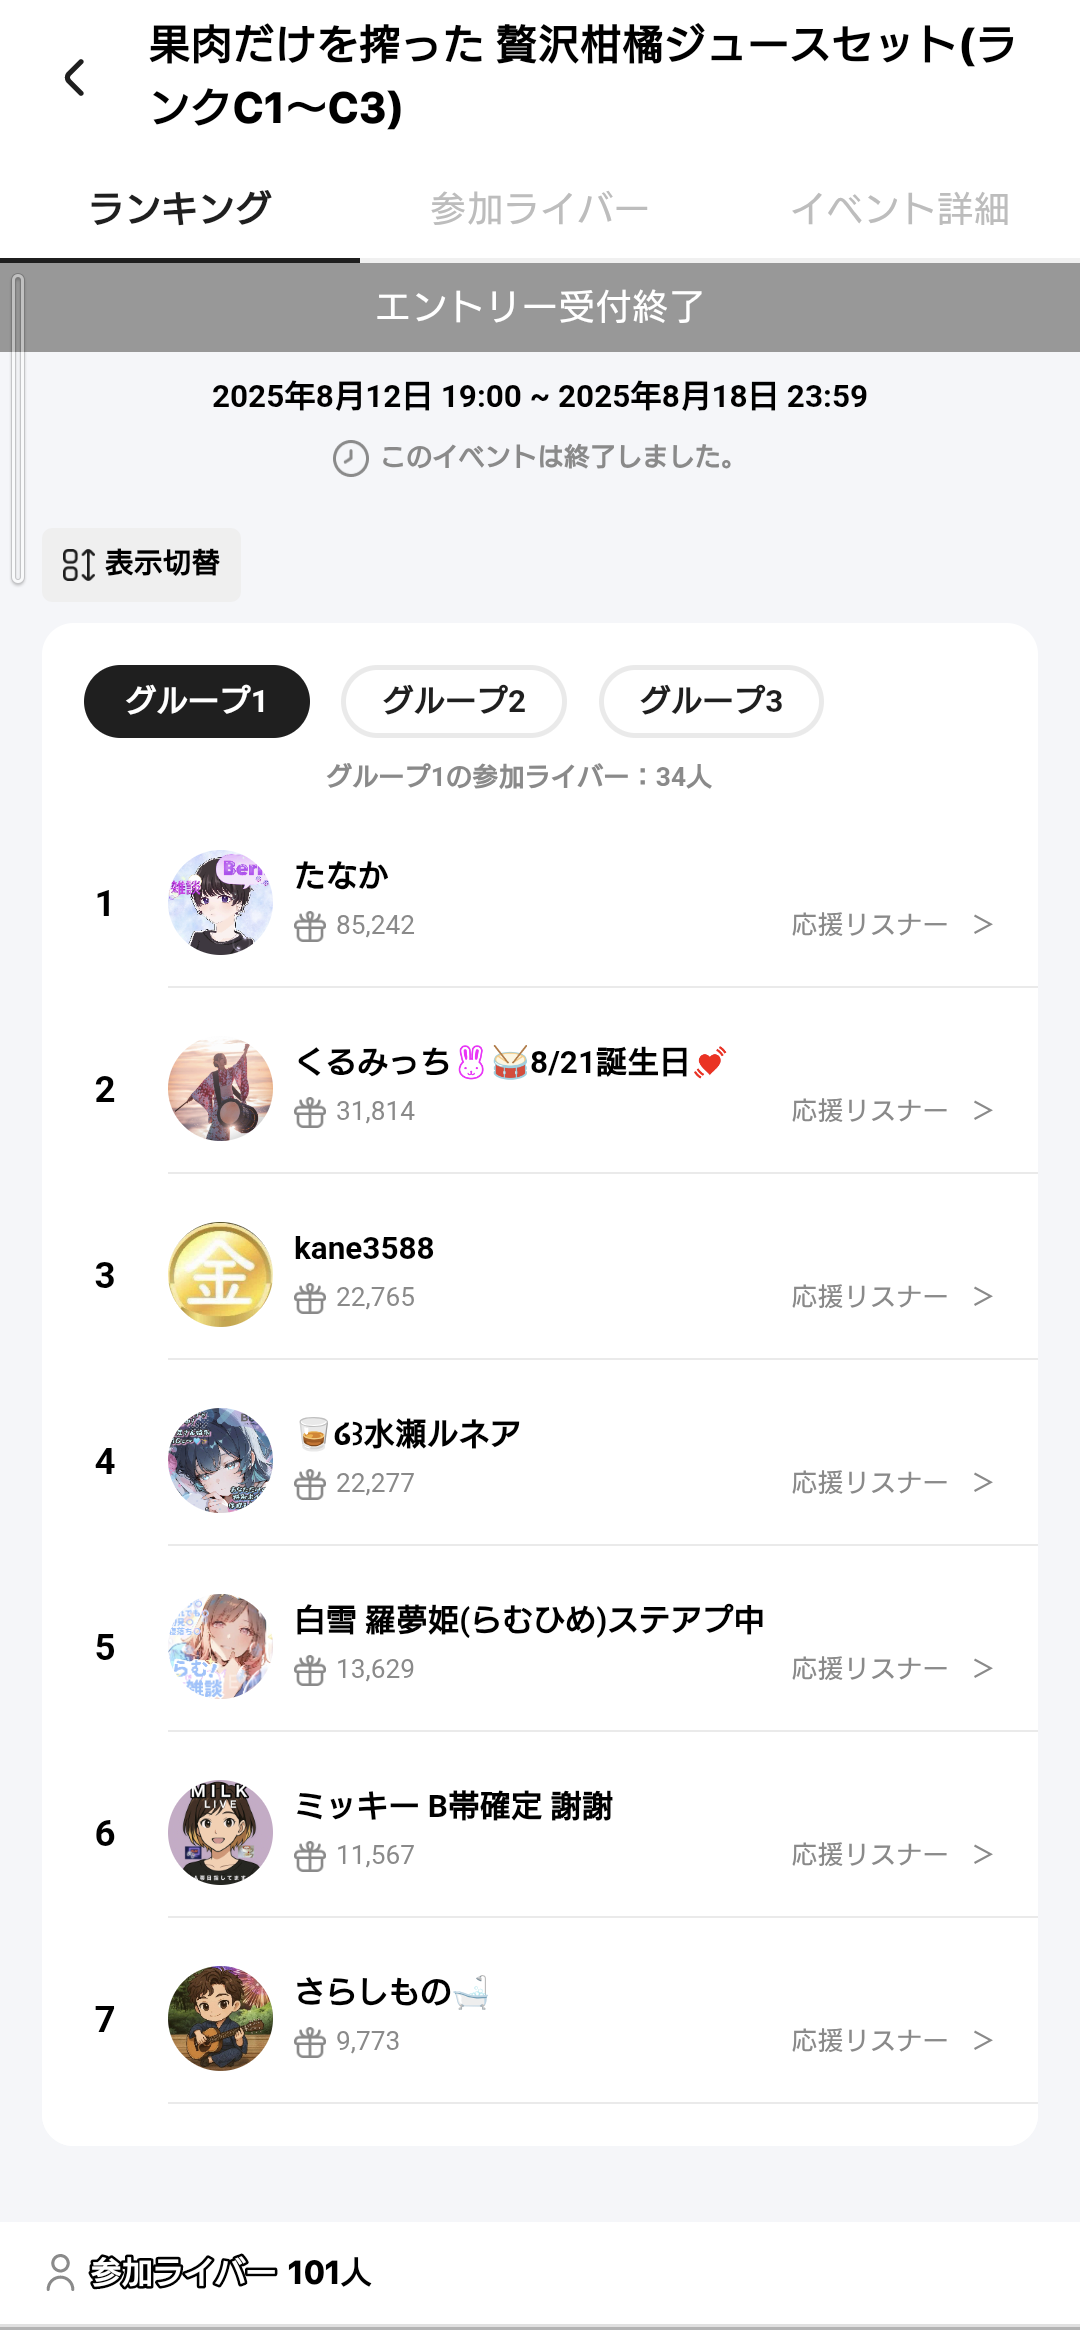 果肉だけを搾った 贅沢柑橘ジュースセット(ラ
ンクC1〜C3)
ランキング 参加ライバー イベント詳細
エントリー受付終了
2025年8月12日 19:00 ~ 2025年8月18日 23:59
このイベントは終了しました。
表示切替
グループ1 グループ2 グループ3
グループ1の参加ライバー：34人
1 たなか
85,242 応援リスナー >
2 くるみっち🐰🥁8/21誕生日💓
31,814 応援リスナー >
3 kane3588
22,765 応援リスナー >
4 🥃໒꒱水瀬ルネア
22,277 応援リスナー >
5 白雪 羅夢姫(らむひめ)ステアプ中
らむ!
雑談
13,629 応援リスナー >
6 ミッキー B帯確定 謝謝
MILK
LIVE
11,567 応援リスナー >
7 さらしもの🛁
9,773 応援リスナー >
参加ライバー 101人